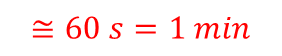 ≅ 60 s = 1 min